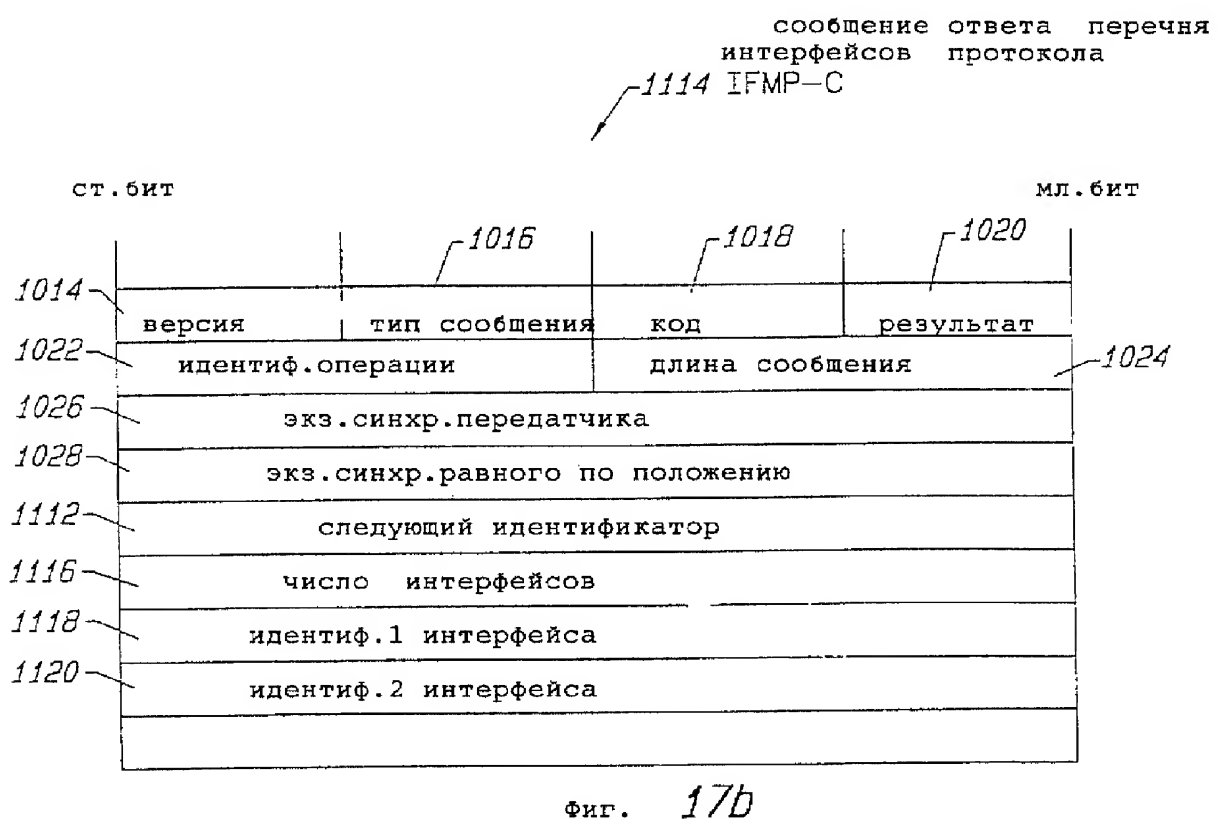 сообщение ответа перечня
интерфейсов протокола
1114 IFMP-C
ст.бит мл.бит
1016 1018 1020
1014
версия тип сообщения код результат
1022 идентиф.операции длина сообщения 1024
1026 экз.синхр.передатчика
1028 экз.синхр.равного по положению
1112 следующий идентификатор
1116 число интерфейсов
1118 идентиф.1 интерфейса
1120 идентиф.2 интерфейса
Фиг. 17b